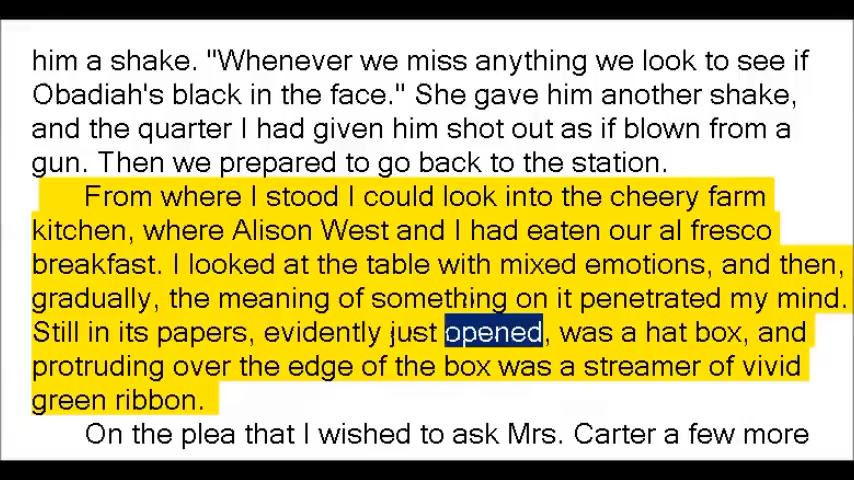 him a shake. "Whenever we miss anything we look to see if
Obadiah's black in the face." She gave him another shake,
and the quarter I had given him shot out as if blown from a
gun. Then we prepared to go back to the station.
From where I stood I could look into the cheery farm
kitchen, where Alison West and I had eaten our al fresco
breakfast. I looked at the table with mixed emotions, and then,
gradually, the meaning of something on it penetrated my mind.
Still in its papers, evidently just opened, was a hat box, and
protruding over the edge of the box was a streamer of vivid
green ribbon.
On the plea that I wished to ask Mrs. Carter a few more